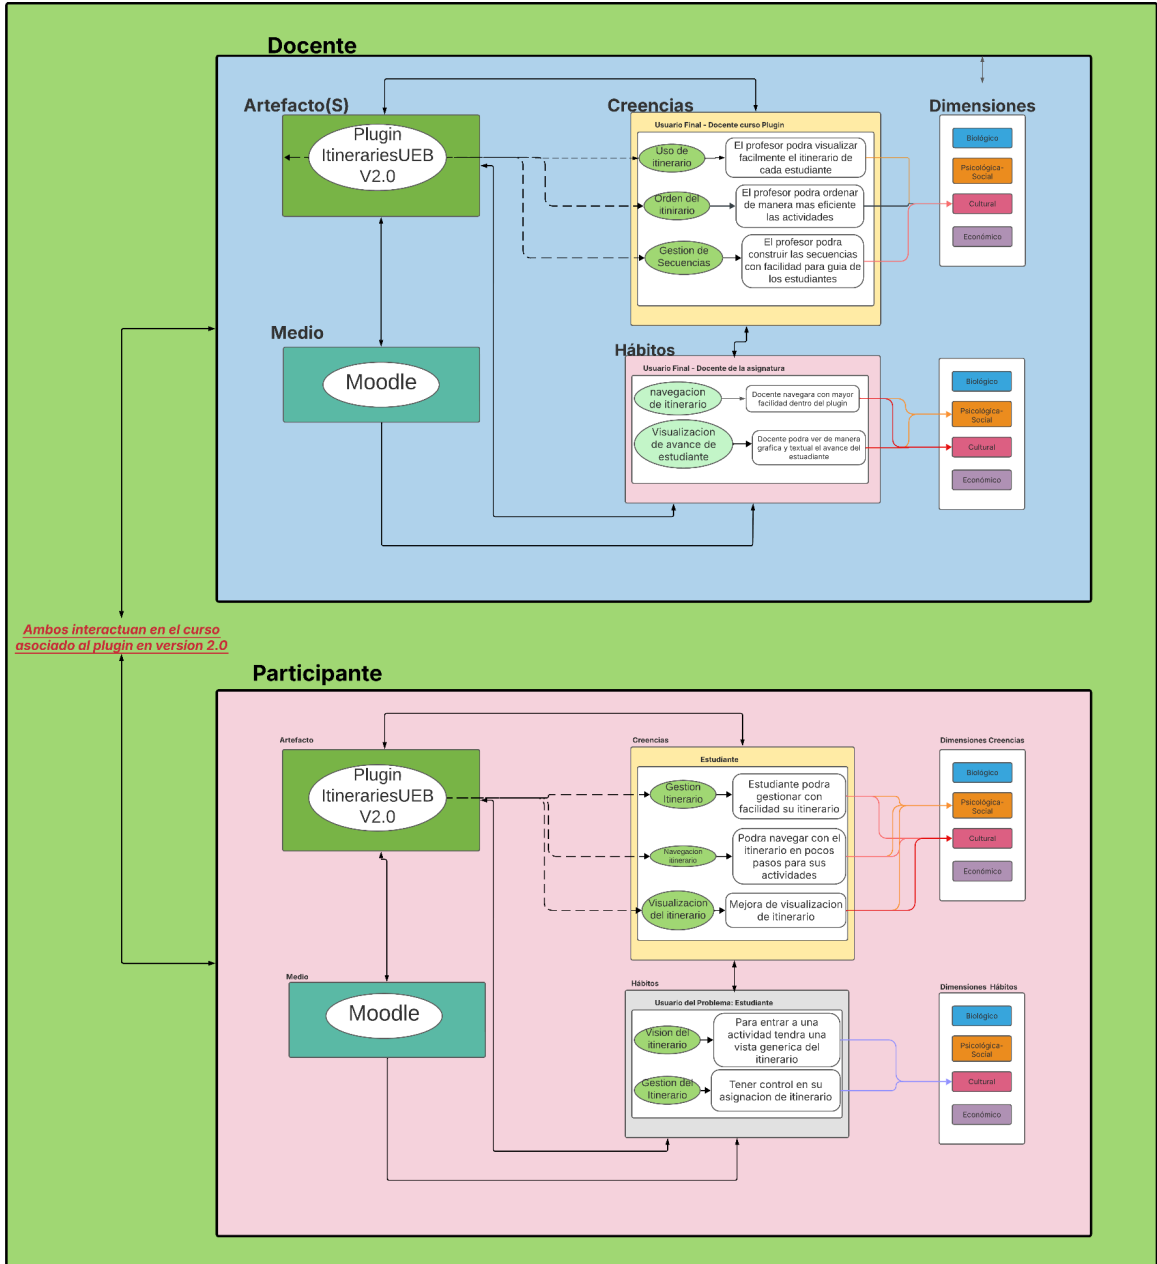 Docente
Artefacto(S)
Plugin
ItinerariesUEB
V2.0
Creencias
Usuario Final - Docente curso Plugin
Uso de
itinerario
El profesor podra visualizar
facilmente el itinerario de
cada estudiante
Orden del
itinirario
El profesor podra ordenar
de manera mas eficiente
las actividades
Gestion de
Secuencias
El profesor podra
construir las secuencias
con facilidad para guia de
los estudiantes
Dimensiones
Biológico
Psicológica-
Social
Cultural
Económico
Medio
Moodle
Hábitos
Usuario Final - Docente de la asignatura
navegacion
de itinerario
Docente navegara con mayor
facilidad dentro del plugin
Visualizacion
de avance de
estudiante
Docente podra ver de manera
grafica y textual el avance del
estuadiante
Biológico
Psicológica-
Social
Cultural
Económico
Ambos interactuan en el curso
asociado al plugin en version 2.0
Participante
Artefacto
Plugin
ItinerariesUEB
V2.0
Creencias
Estudiante
Gestion
Itinerario
Estudiante podra
gestionar con
facilidad su itinerario
Navegacion
itinerario
Podra navegar con el
itinerario en pocos
pasos para sus
actividades
Visualizacion
del itinerario
Mejora de visualizacion
de itinerario
Dimensiones Creencias
Biológico
Psicológica-
Social
Cultural
Económico
Medio
Moodle
Hábitos
Usuario del Problema: Estudiante
Vision del
itinerario
Para entrar a una
actividad tendra una
vista generica del
itinerario
Gestion del
Itinerario
Tener control en su
asignacion de itinerario
Dimensiones Hábitos
Biológico
Psicológica-
Social
Cultural
Económico